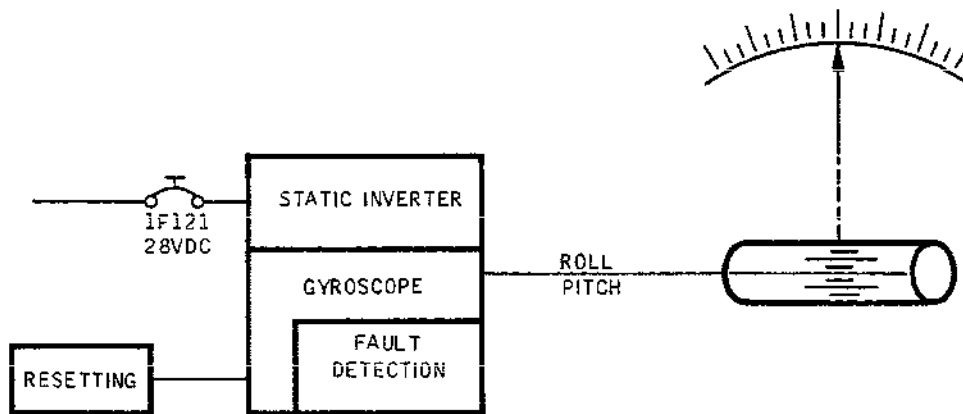 STATIC INVERTER
1F121
28VDC
GYROSCOPE
ROLL
PITCH
FAULT
DETECTION
RESETTING